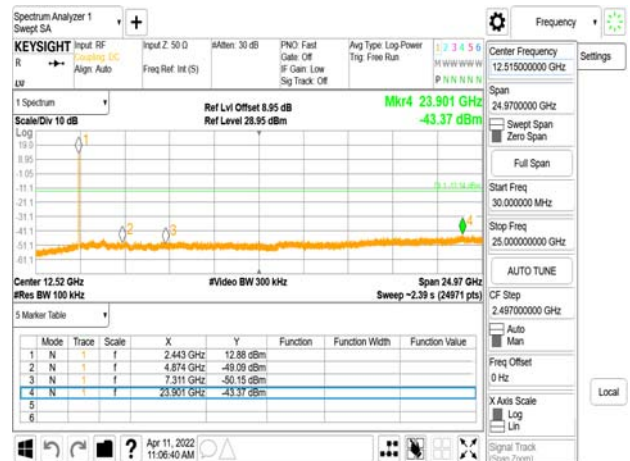 Spectrum Analyzer 1
Swept SA
+
Frequency
KEYSIGHT
Input: RF
Coupling: DC
Align: Auto
Input Z: 50 Ω
Freq Ref: Int (S)
#Atten: 30 dB
PNO: Fast
Gate: Off
IF Gain: Low
Sig Track: Off
Avg Type: Log-Power
Trig: Free Run
1 2 3 4 5 6
M W W W W W
P N N N N N
R
LXI
Center Frequency
12.515000000 GHz
Settings
Span
24.9700000 GHz
Swept Span
Zero Span
Full Span
Start Freq
30.000000 MHz
Stop Freq
25.000000000 GHz
AUTO TUNE
CF Step
2.497000000 GHz
Auto
Man
Freq Offset
0 Hz
X Axis Scale
Log
Lin
Local
Signal Track
(Span Zoom)
1 Spectrum
Scale/Div 10 dB
Ref Lvl Offset 8.95 dB
Ref Level 28.95 dBm
Mkr4 23.901 GHz
-43.37 dBm
Log
19.0
8.95
-1.05
-11.1
-21.1
-31.1
-41.1
-51.1
-61.1
1
2
3
4
Center 12.52 GHz
#Res BW 100 kHz
#Video BW 300 kHz
Span 24.97 GHz
Sweep ~2.39 s (24971 pts)
5 Marker Table
Mode Trace Scale X Y Function Function Width Function Value
1 N 1 f 2.443 GHz 12.88 dBm
2 N 1 f 4.874 GHz -49.09 dBm
3 N 1 f 7.311 GHz -50.15 dBm
4 N 1 f 23.901 GHz -43.37 dBm
5
6
?
Apr 11, 2022
11:06:40 AM